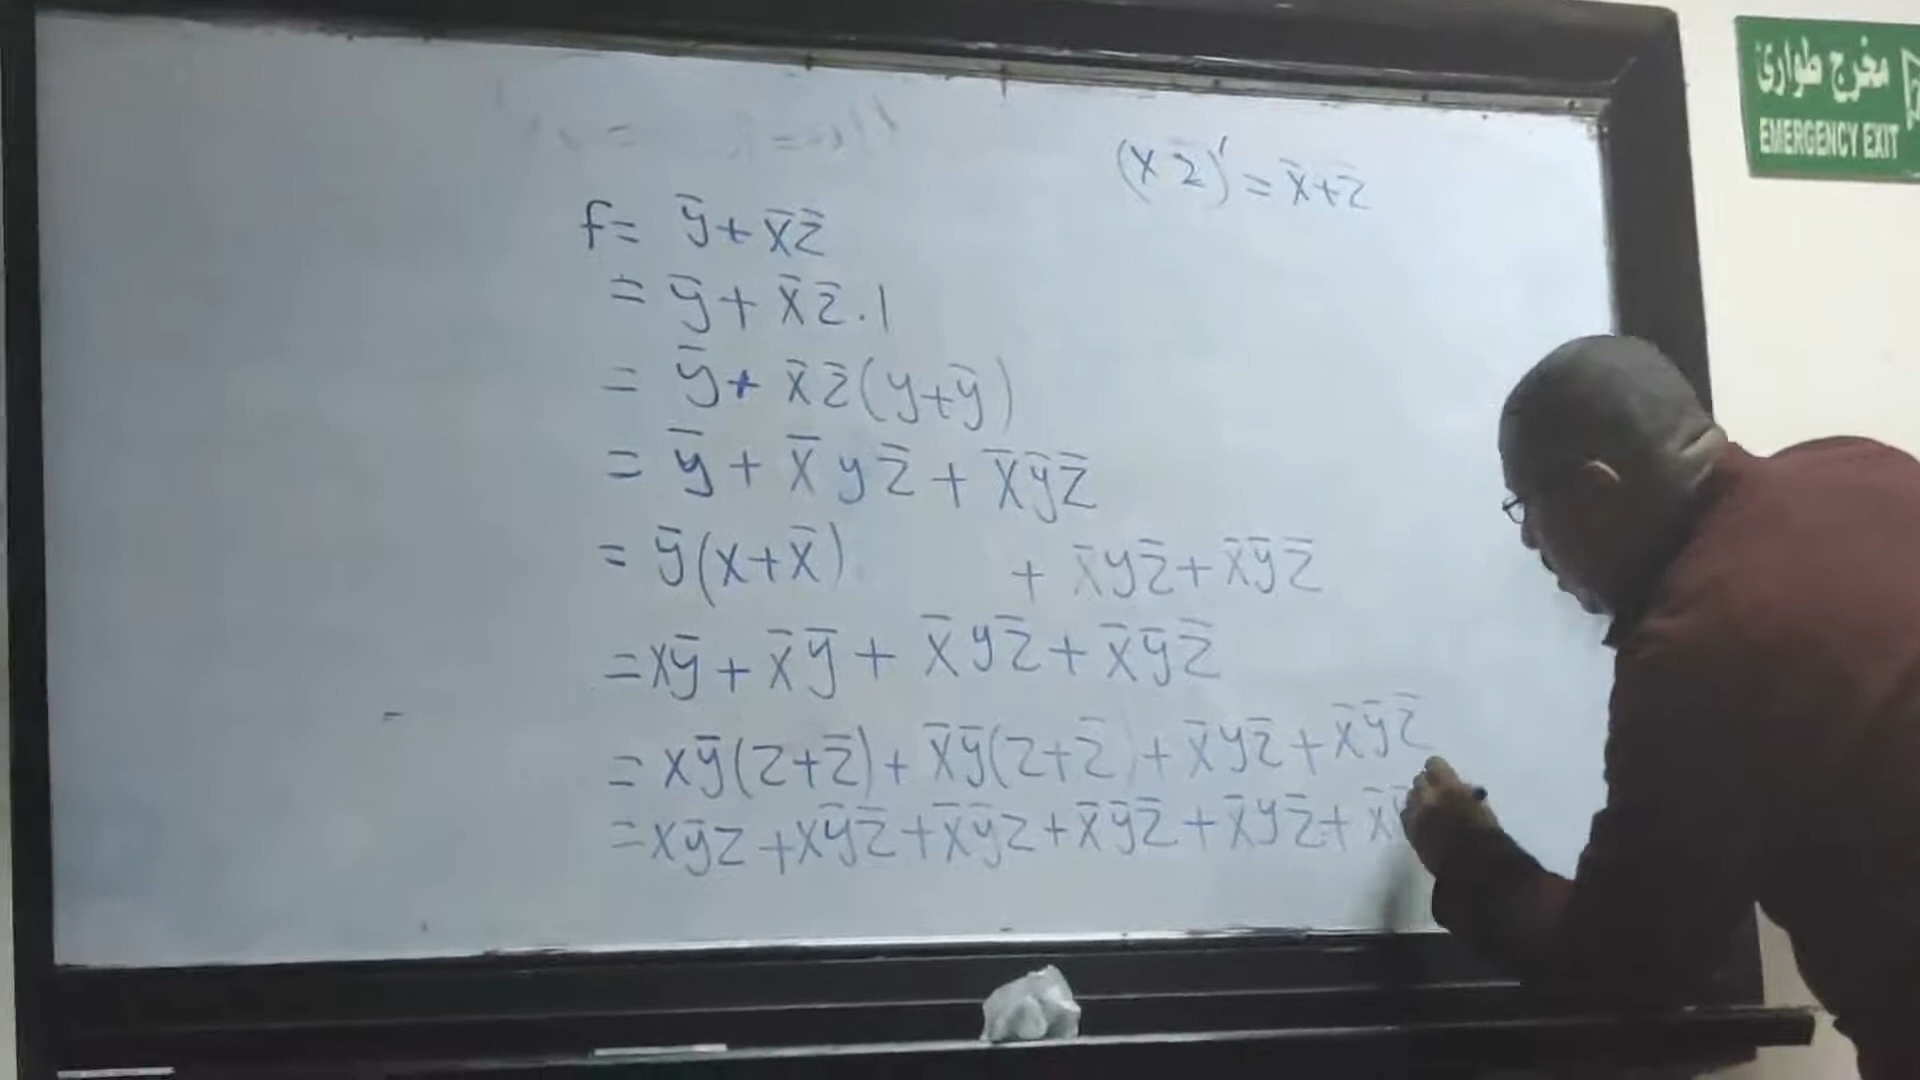 مخرج طوارئ
EMERGENCY EXIT
(x z)' = x̄+z̄
f= ȳ+x̄z̄
= ȳ+ x̄z̄.1
= ȳ+ x̄z̄(y+ȳ)
= ȳ + x̄yz̄ + x̄ȳz̄
= ȳ(x+x̄) + x̄yz̄+x̄ȳz̄
=xȳ + x̄ȳ + x̄yz̄ + x̄ȳz̄
= xȳ(z+z̄)+ x̄ȳ(z+z̄)+x̄yz̄+x̄ȳz̄
=xȳz +xȳz̄+x̄ȳz+x̄ȳz̄+x̄yz̄+x̄ȳ